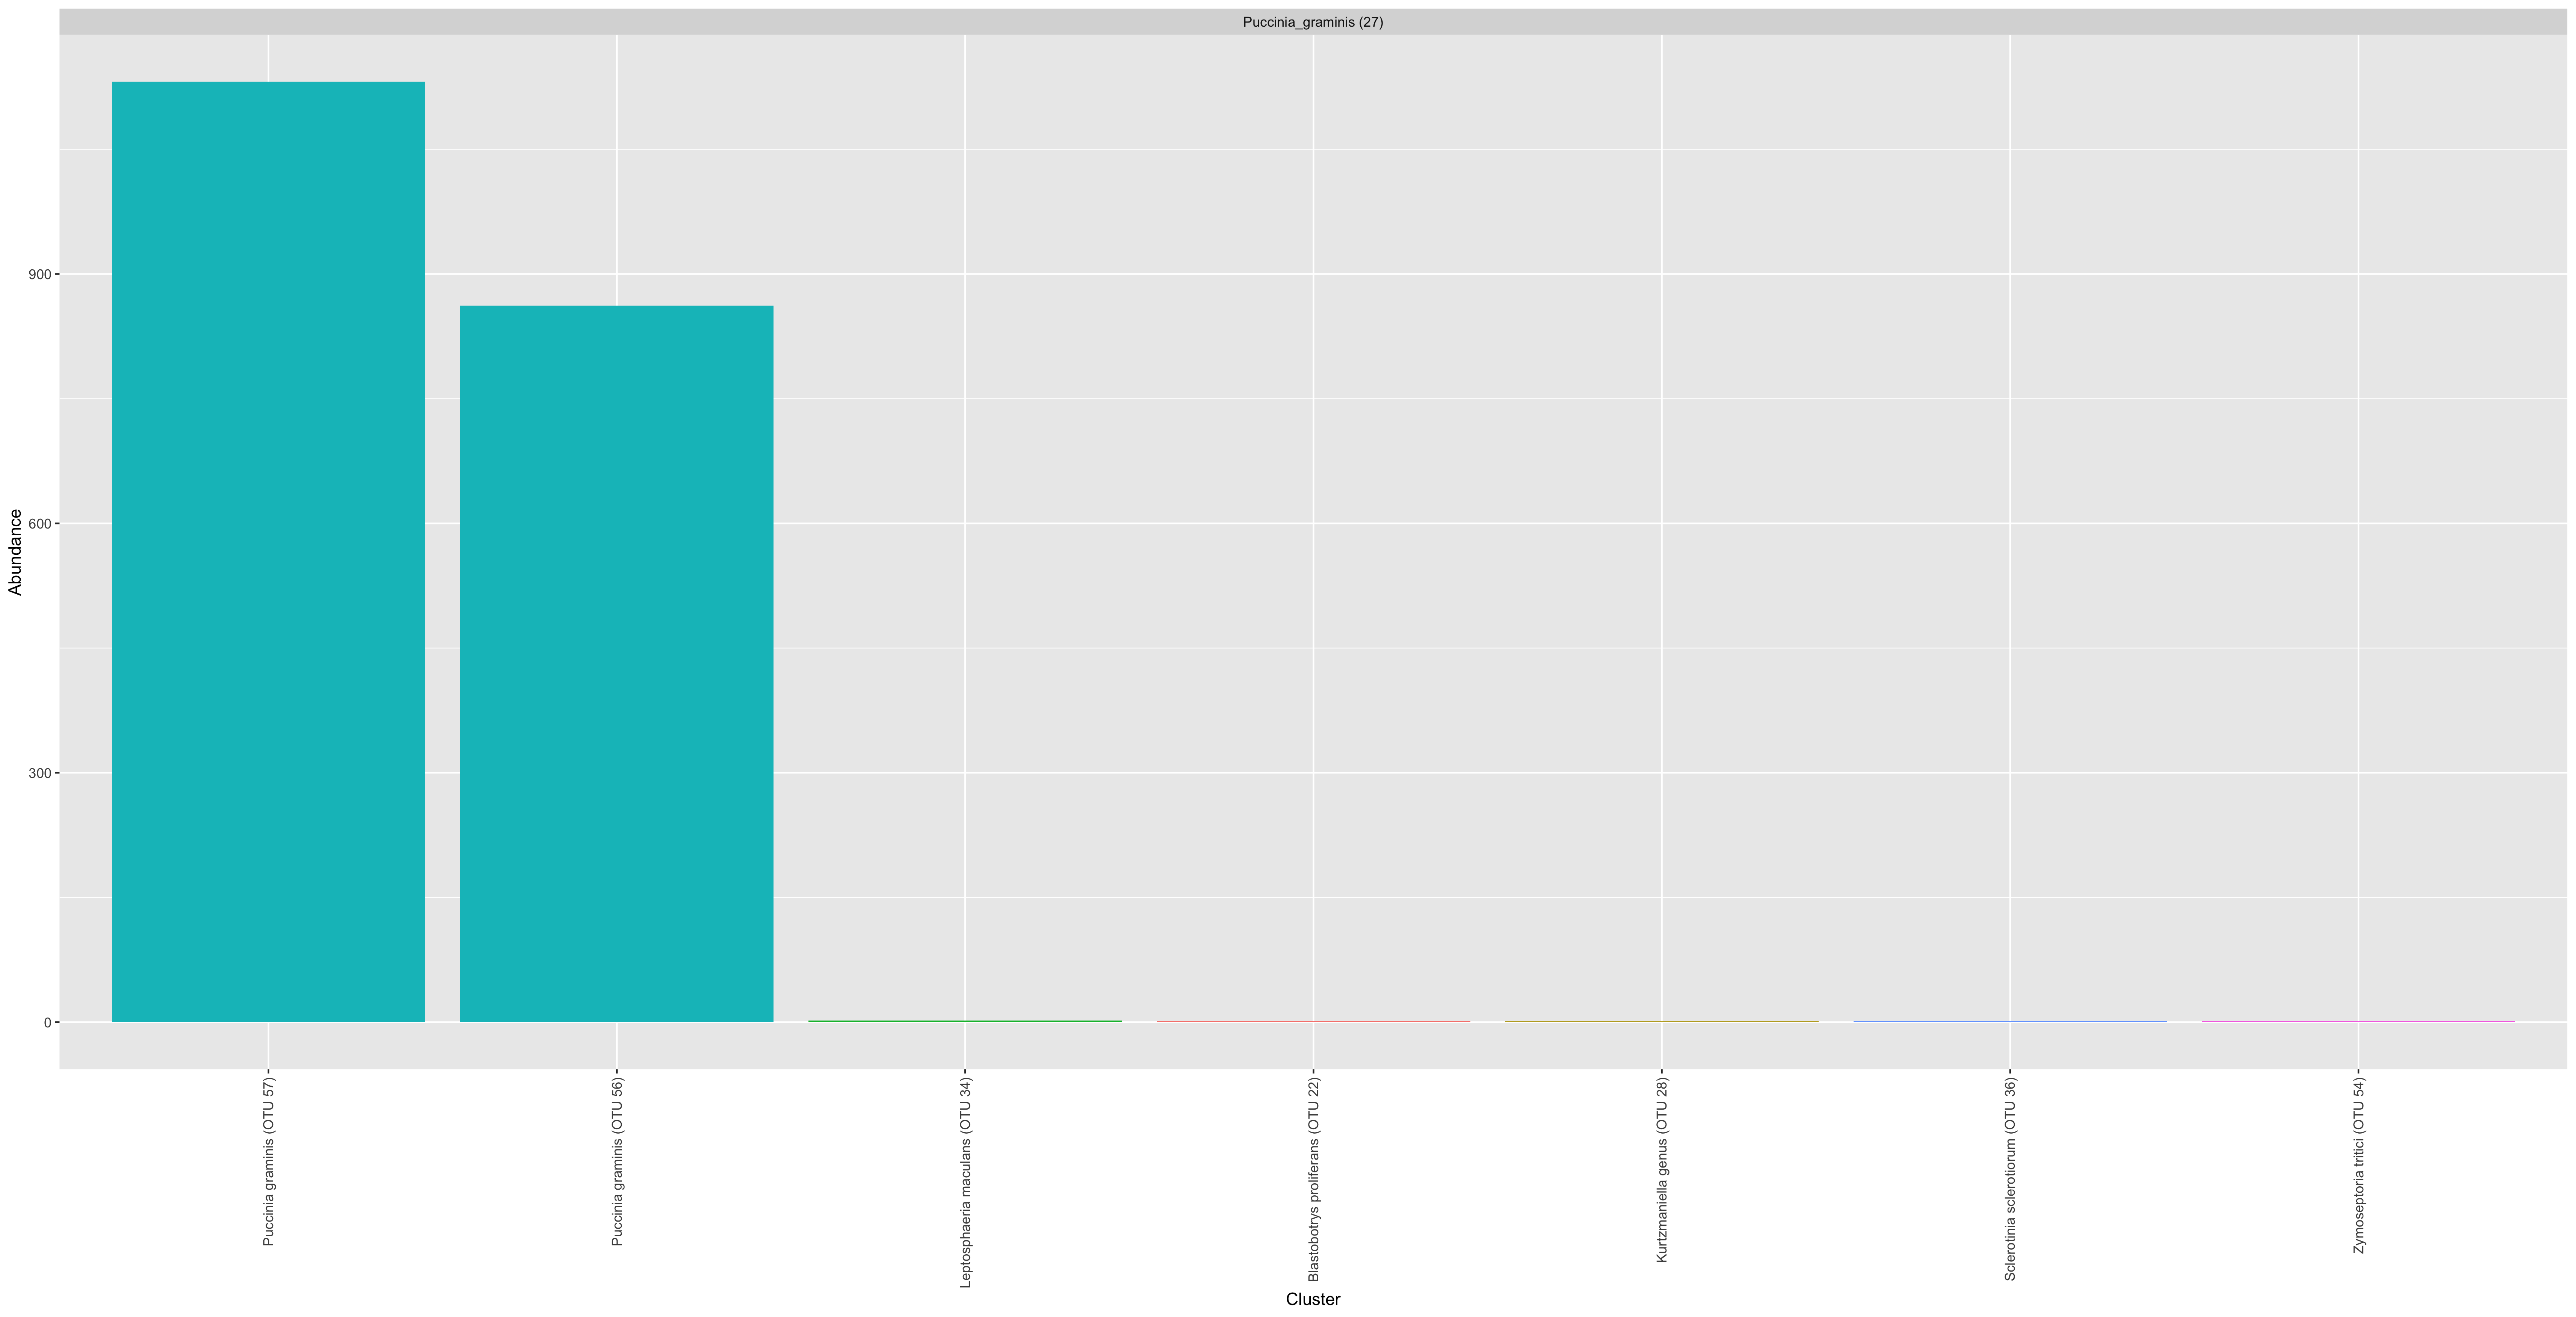 Puccinia_graminis (27)
Abundance
900
600
300
0
Puccinia graminis (OTU 57)
Puccinia graminis (OTU 56)
Leptosphaeria maculans (OTU 34)
Blastobotrys proliferans (OTU 22)
Kurtzmaniella genus (OTU 28)
Sclerotinia sclerotiorum (OTU 36)
Zymoseptoria tritici (OTU 54)
Cluster